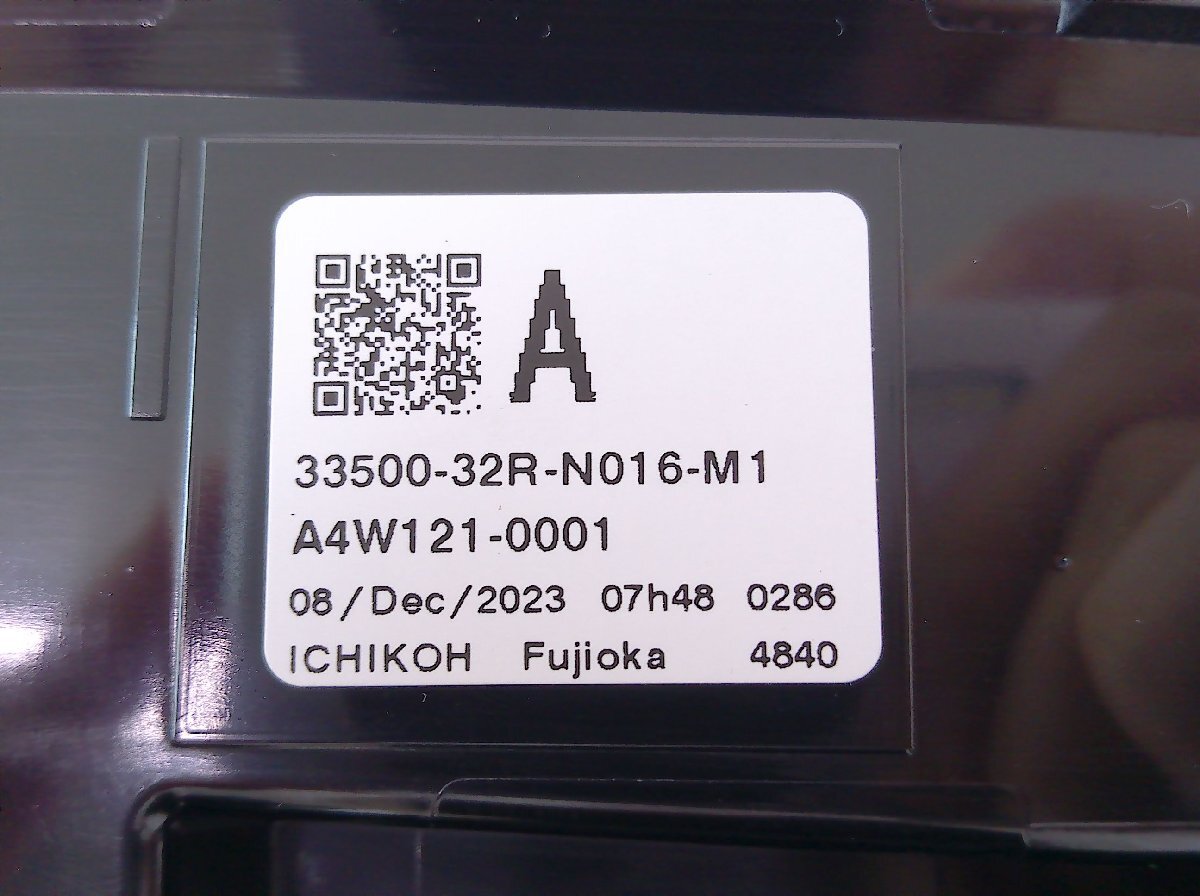 A
33500-32R-N016-M1
A4W121-0001
08/Dec/2023 07h48 0286
ICHIKOH Fujioka 4840